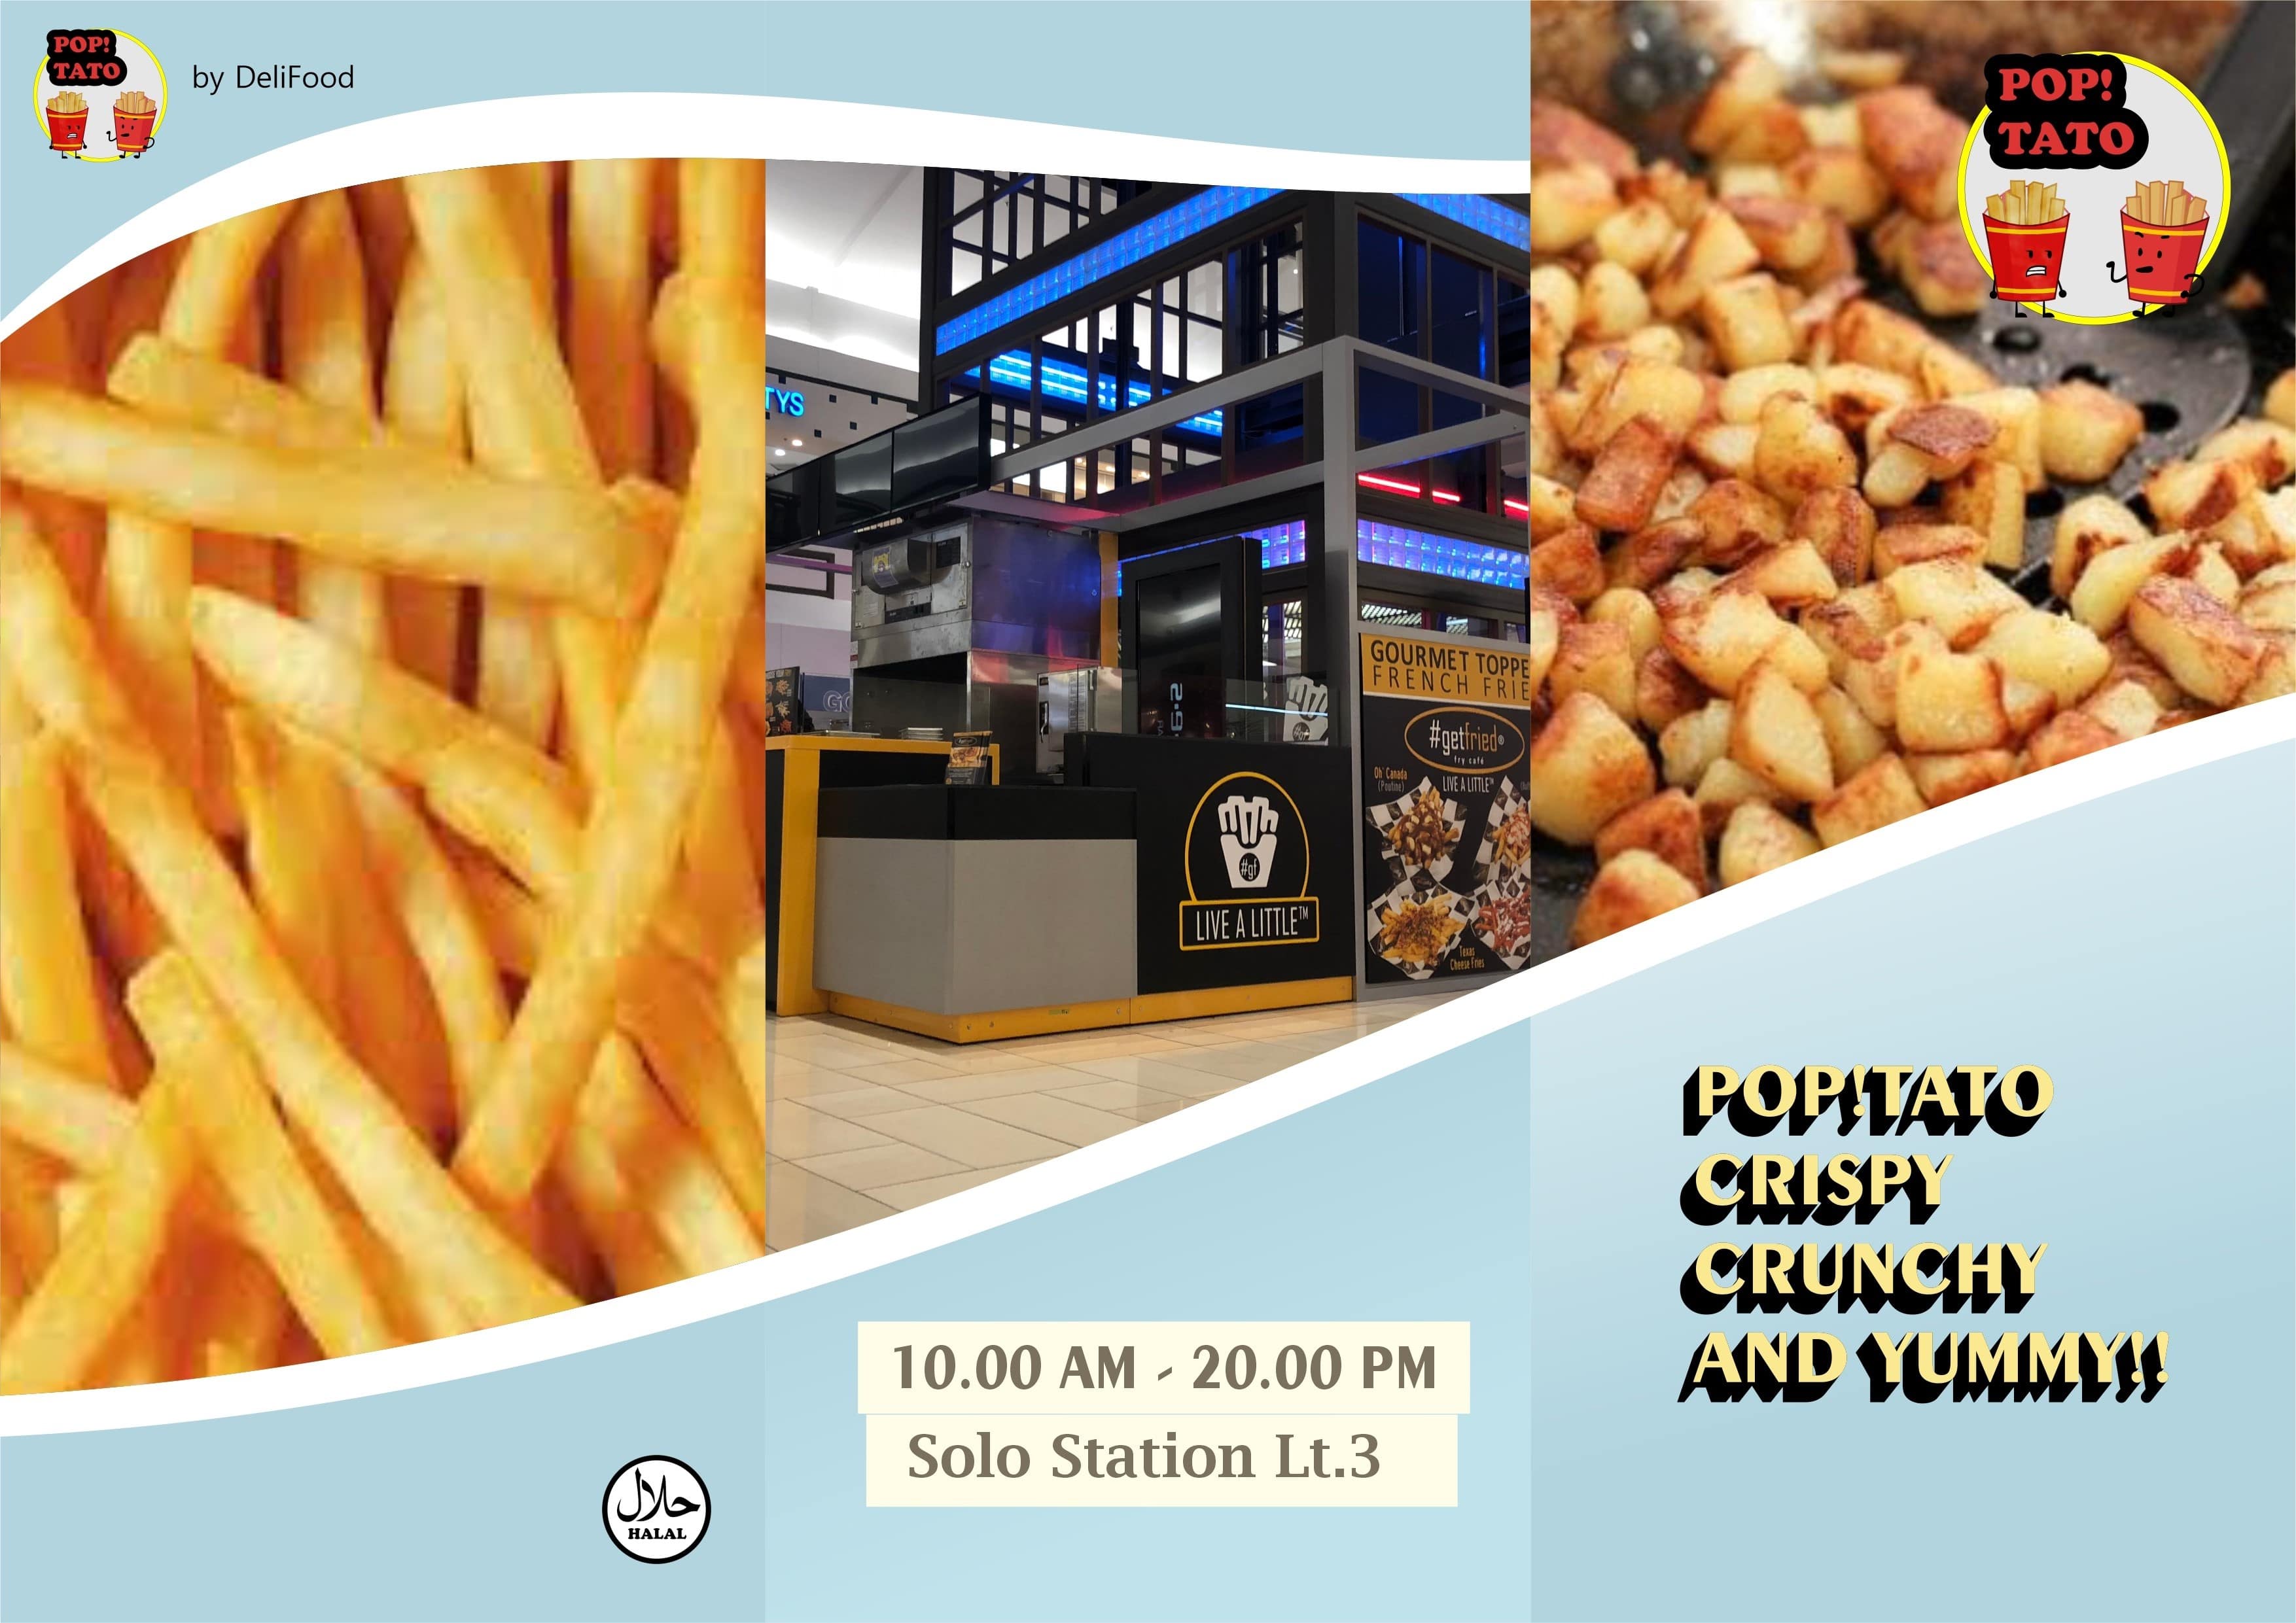 POP!
TATO
by DeliFood
TYS
GOURMET TOPPE
FRENCH FRIE
#getfried®
fry café
Oh' Canada
(Poutine)
LIVE A LITTLE™
#gf
LIVE A LITTLE™
Texas
Cheese Fries
10.00 AM - 20.00 PM
Solo Station Lt.3
حلال
HALAL
POP!
TATO
POP!TATO
CRISPY
CRUNCHY
AND YUMMY!!